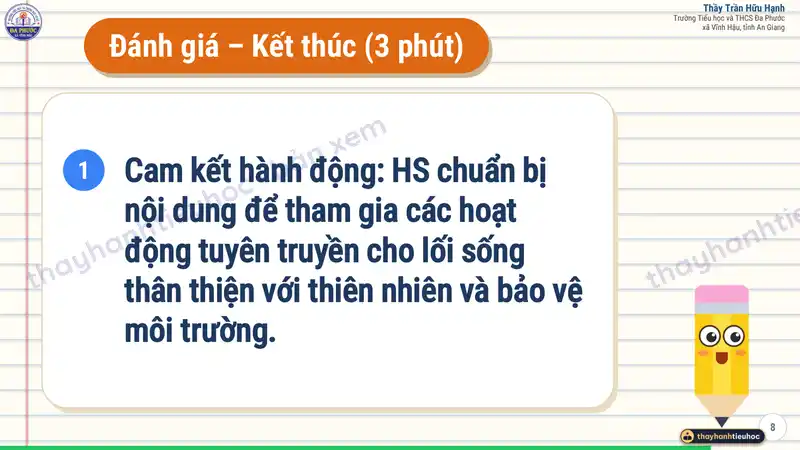 Thầy Trần Hữu Hạnh
Trường Tiểu học và THCS Đa Phước
xã Vĩnh Hậu, tỉnh An Giang
ĐA PHƯỚC
Đánh giá – Kết thúc (3 phút)
1
Cam kết hành động: HS chuẩn bị
nội dung để tham gia các hoạt
động tuyên truyền cho lối sống
thân thiện với thiên nhiên và bảo vệ
môi trường.
thayhanhtieuhoc
8